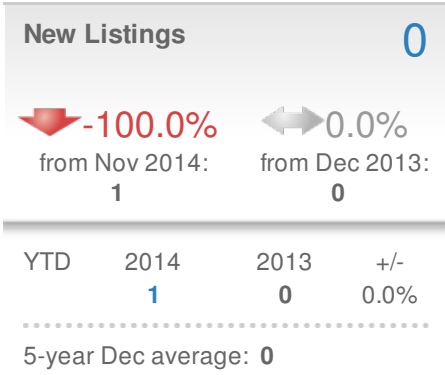 New Listings 0
-100.0% 0.0%
from Nov 2014: from Dec 2013:
1 0
YTD 2014 2013 +/-
1 0 0.0%
5-year Dec average: 0